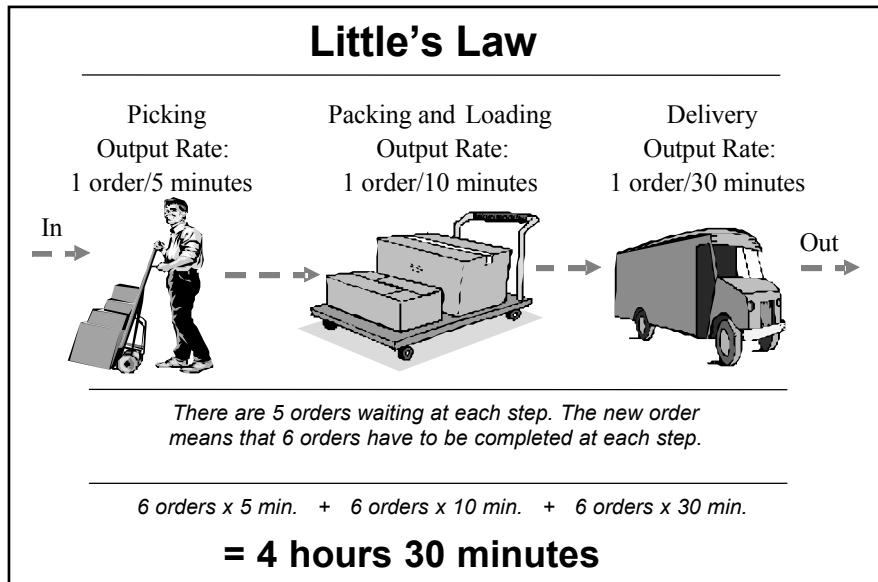 Little's Law
Picking
Output Rate:
1 order/5 minutes
Packing and Loading
Output Rate:
1 order/10 minutes
Delivery
Output Rate:
1 order/30 minutes
In
Out
There are 5 orders waiting at each step. The new order
means that 6 orders have to be completed at each step.
6 orders x 5 min. + 6 orders x 10 min. + 6 orders x 30 min.
= 4 hours 30 minutes